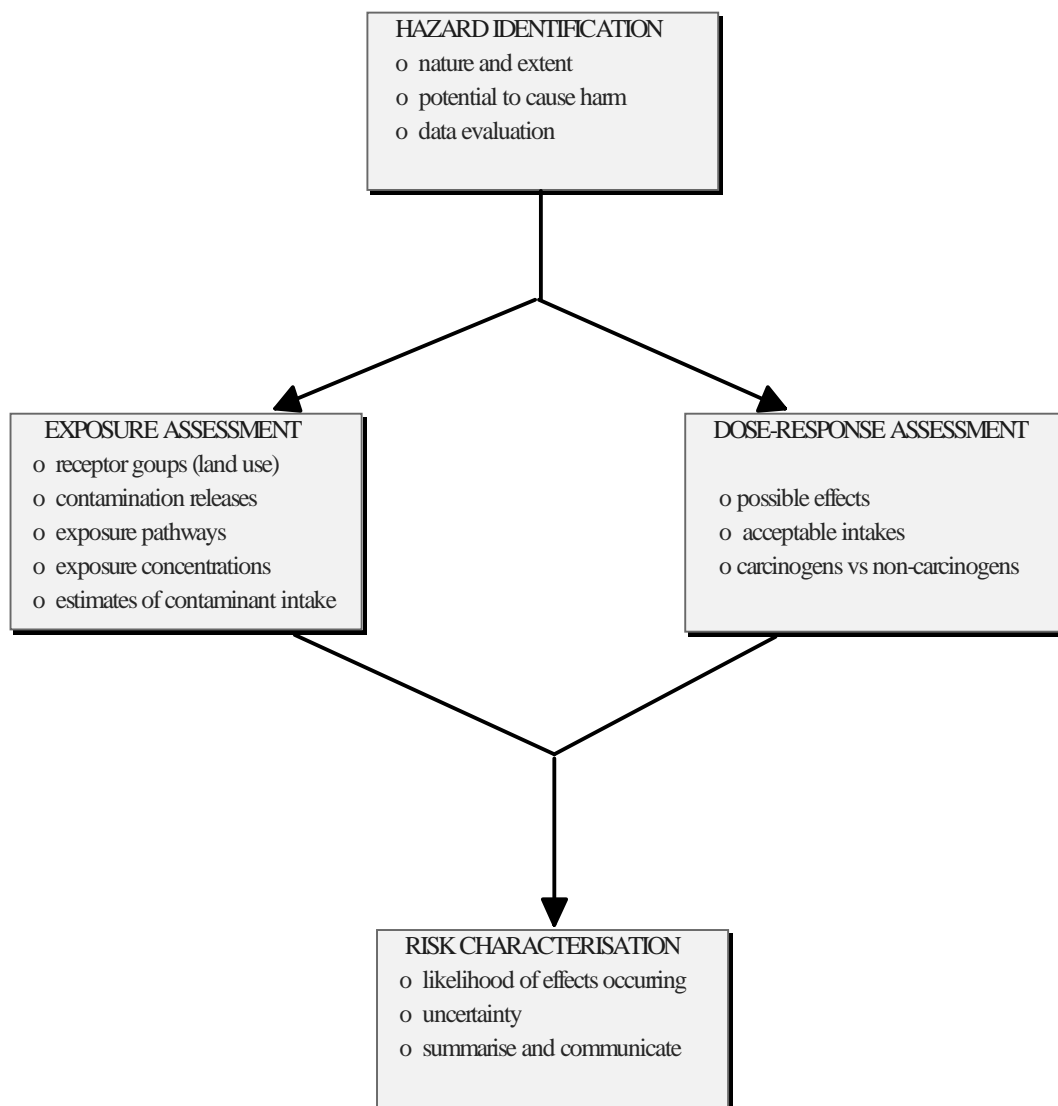 HAZARD IDENTIFICATION
o nature and extent
o potential to cause harm
o data evaluation
EXPOSURE ASSESSMENT
o receptor goups (land use)
o contamination releases
o exposure pathways
o exposure concentrations
o estimates of contaminant intake
DOSE-RESPONSE ASSESSMENT
o possible effects
o acceptable intakes
o carcinogens vs non-carcinogens
RISK CHARACTERISATION
o likelihood of effects occurring
o uncertainty
o summarise and communicate